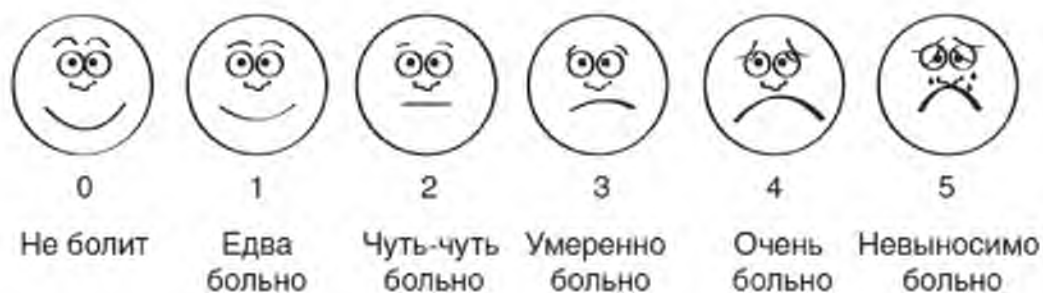 0 1 2 3 4 5
Не болит Едва Чуть-чуть Умеренно Очень Невыносимо
больно больно больно больно больно